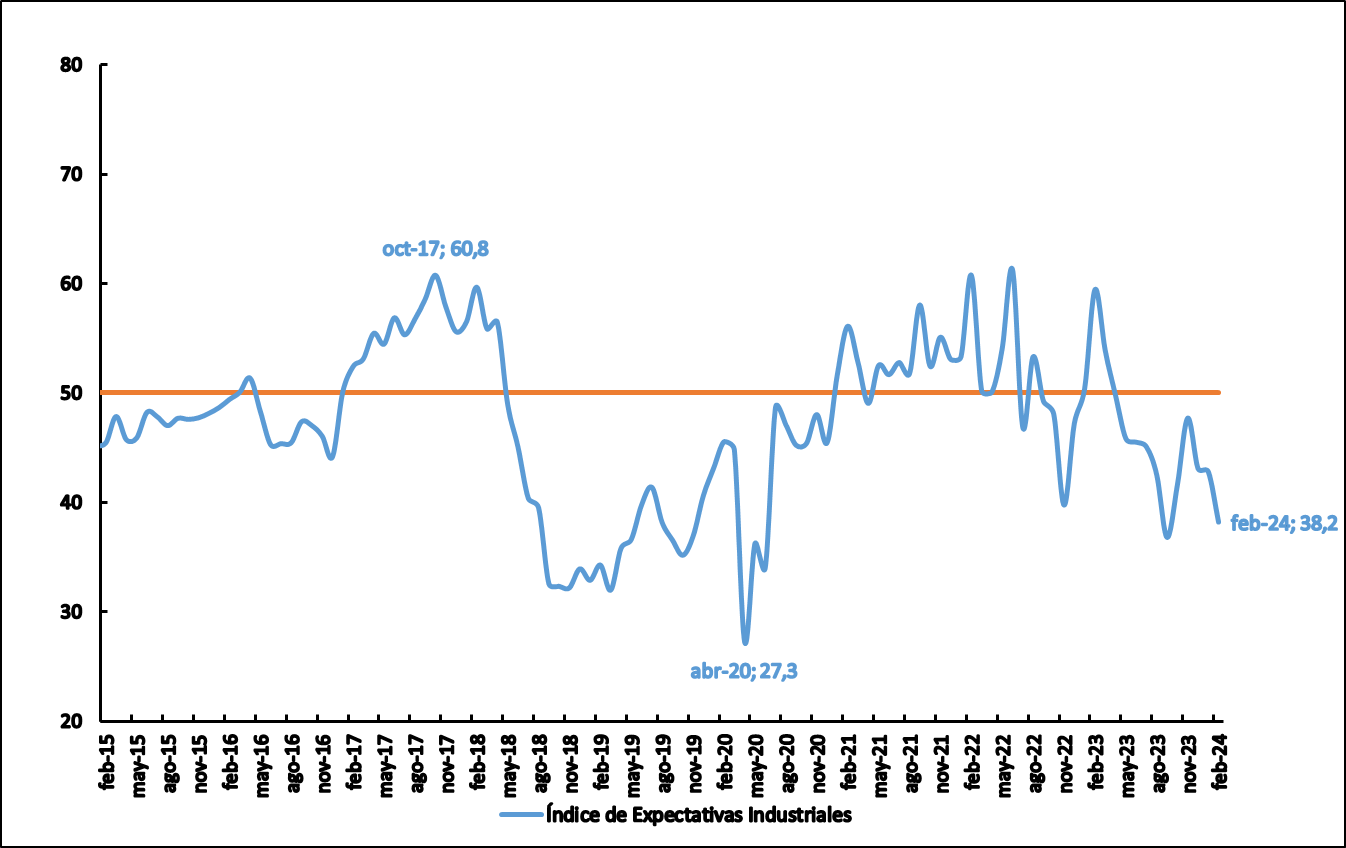 80
70
60
50
40
30
20
oct-17; 60,8
feb-24; 38,2
abr-20; 27,3
feb-15
may-15
ago-15
nov-15
feb-16
may-16
ago-16
nov-16
feb-17
may-17
ago-17
nov-17
feb-18
may-18
ago-18
nov-18
feb-19
may-19
ago-19
nov-19
feb-20
may-20
ago-20
nov-20
feb-21
may-21
ago-21
nov-21
feb-22
may-22
ago-22
nov-22
feb-23
may-23
ago-23
nov-23
feb-24
Índice de Expectativas Industriales